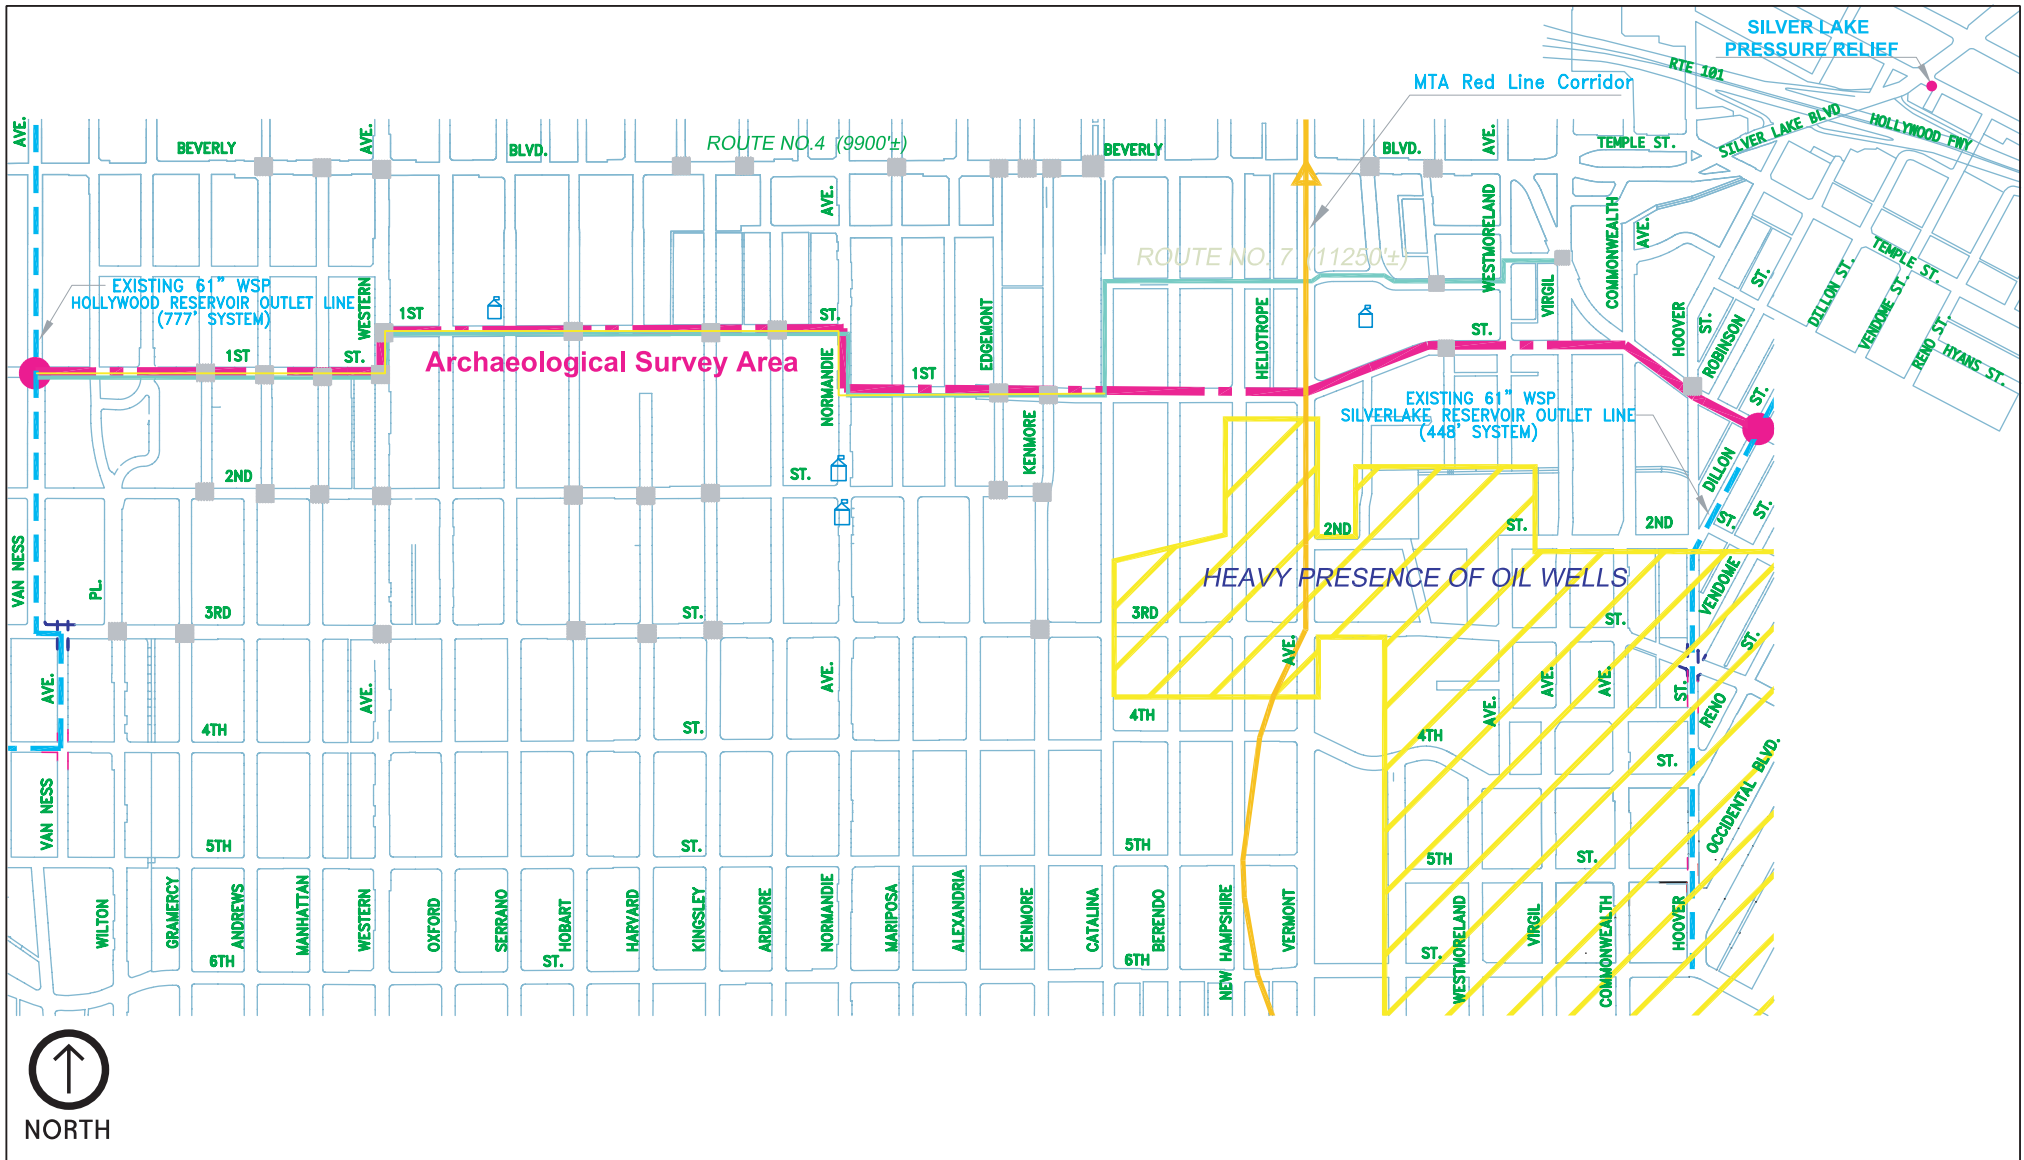 SILVER LAKE
PRESSURE RELIEF
RTE 101
MTA Red Line Corridor
SILVER LAKE BLVD
HOLLYWOOD FWY
AVE.
BEVERLY
AVE.
BLVD.
ROUTE NO.4 (9900'±)
BEVERLY
BLVD.
AVE.
TEMPLE ST.
AVE.
WESTMORELAND
COMMONWEALTH
AVE.
ROUTE NO. 7 (11250'±)
TEMPLE ST.
ST.
DILLON ST.
VENDOME ST.
RENO ST.
HYANS ST.
EXISTING 61” WSP
HOLLYWOOD RESERVOIR OUTLET LINE
(777’ SYSTEM)
WESTERN
1ST
ST.
EDGEMONT
HELIOTROPE
VIRGIL
ST.
HOOVER
ST.
ROBINSON
1ST
ST.
Archaeological Survey Area
NORMANDIE
1ST
EXISTING 61” WSP
SILVERLAKE RESERVOIR OUTLET LINE
(448’ SYSTEM)
ST.
KENMORE
2ND
ST.
DILLON
ST.
2ND
ST.
2ND
ST.
VAN NESS
PL.
HEAVY PRESENCE OF OIL WELLS
VENDOME
3RD
ST.
3RD
ST.
ST.
AVE.
AVE.
AVE.
AVE.
AVE.
AVE.
AVE.
ST.
RENO
4TH
ST.
4TH
4TH
ST.
OCCIDENTAL BLVD.
VAN NESS
5TH
ST.
5TH
5TH
ST.
WILTON
GRAMERCY
ANDREWS
MANHATTAN
WESTERN
OXFORD
SERRANO
HOBART
HARVARD
KINGSLEY
ARDMORE
NORMANDIE
MARIPOSA
ALEXANDRIA
KENMORE
CATALINA
BERENDO
NEW HAMPSHIRE
VERMONT
WESTMORELAND
VIRGIL
COMMONWEALTH
HOOVER
6TH
ST.
6TH
ST.
NORTH